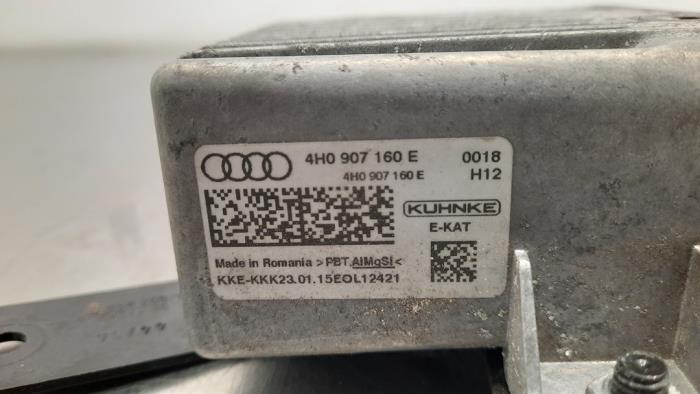 4H0 907 160 E 0018
4H0 907 160 E H12
KUHNKE
E-KAT
Made in Romania >PBT,AlMgSi<
KKE-KKK23.01.15EOL12421